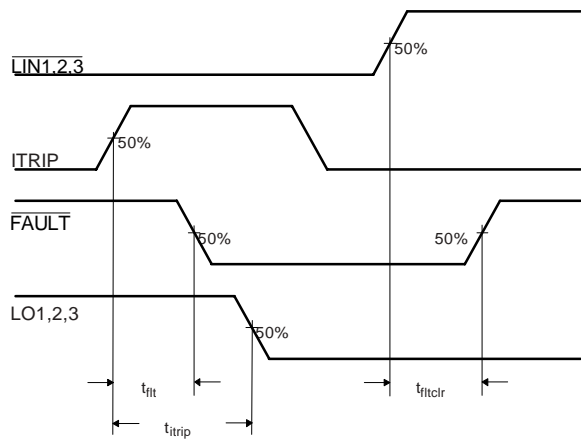 50%
LIN1,2,3
50%
ITRIP
FAULT
50%
50%
LO1,2,3
50%
tflt
tfltclr
titrip